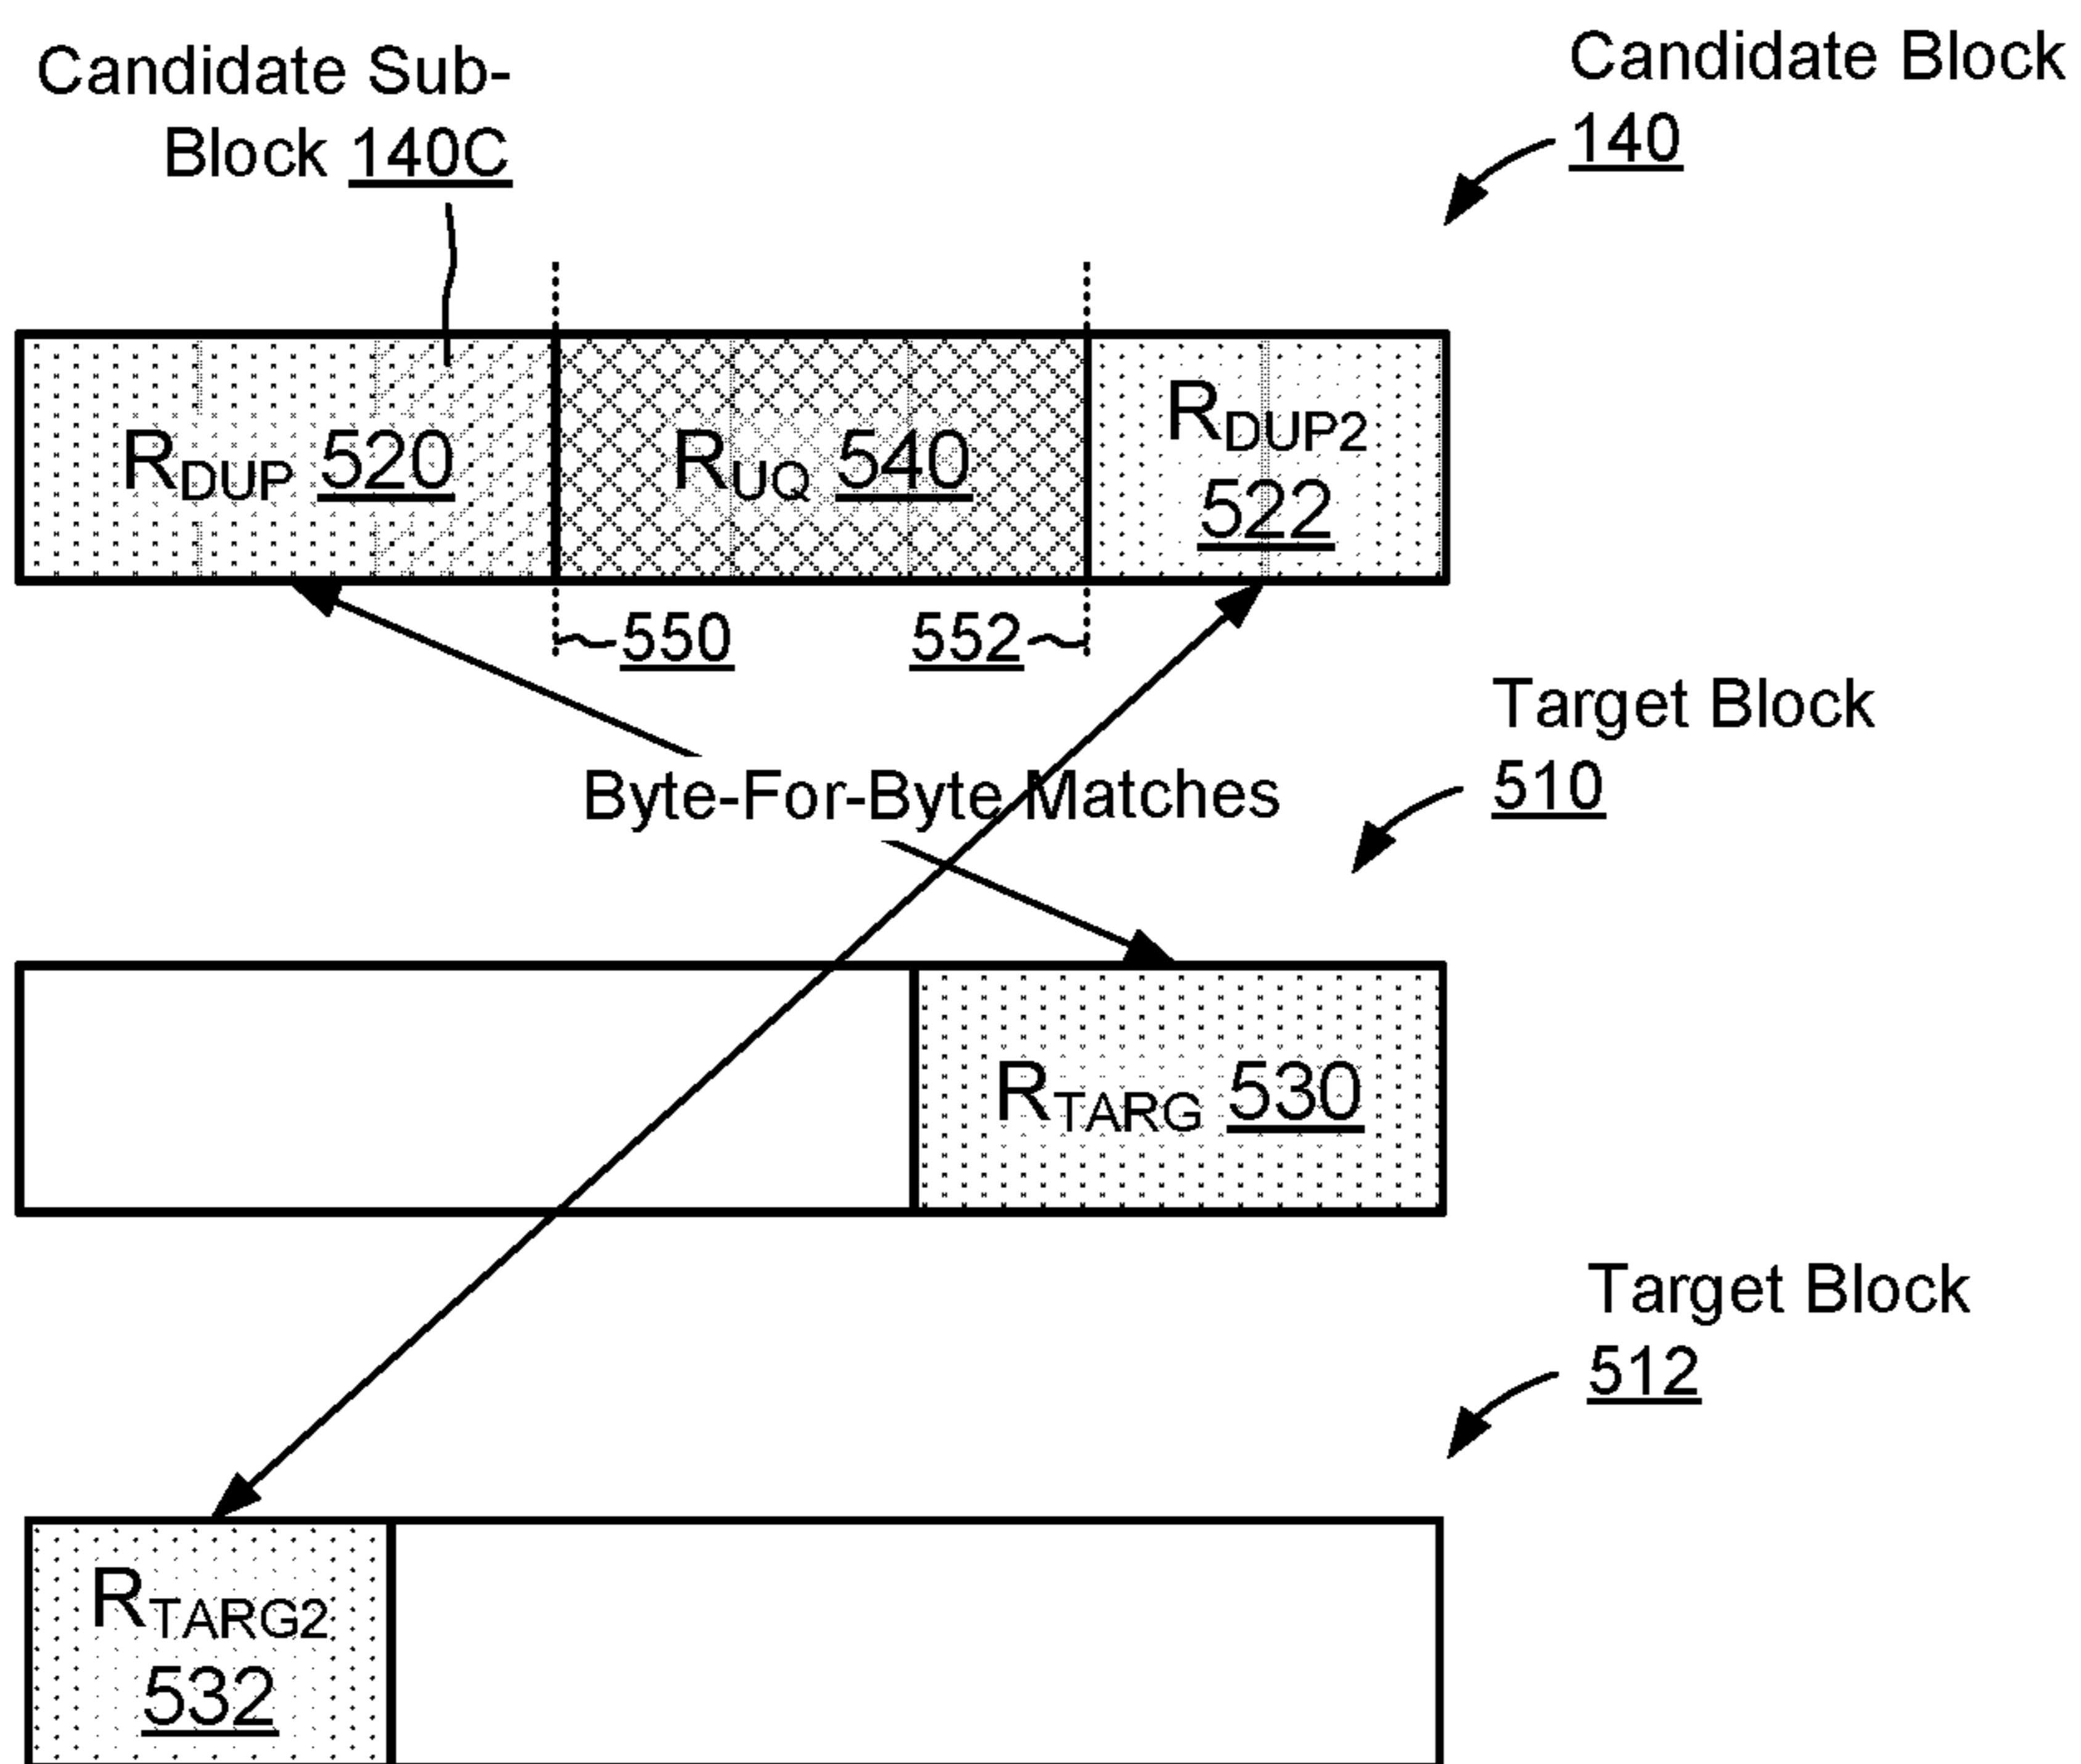 Candidate Sub-
Block 140C
Candidate Block
140
RDUP 520
RUQ 540
RDUP2
522
550
552
Target Block
510
Byte-For-Byte Matches
RTARG 530
Target Block
512
RTARG2
532